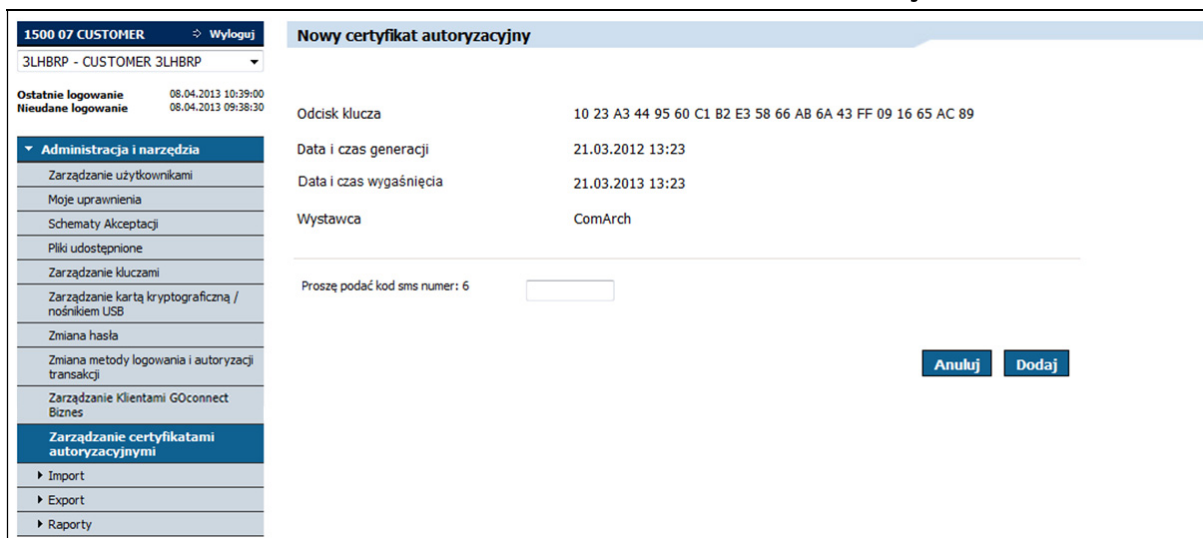 1500 07 CUSTOMER Wyloguj
3LHBRP - CUSTOMER 3LHBRP
Ostatnie logowanie 08.04.2013 10:39:00
Nieudane logowanie 08.04.2013 09:38:30
Administracja i narzędzia
Zarządzanie użytkownikami
Moje uprawnienia
Schematy Akceptacji
Pliki udostępnione
Zarządzanie kluczami
Zarządzanie kartą kryptograficzną /
nośnikiem USB
Zmiana hasła
Zmiana metody logowania i autoryzacji
transakcji
Zarządzanie Klientami GOconnect
Biznes
Zarządzanie certyfikatami
autoryzacyjnymi
Import
Export
Raporty
Nowy certyfikat autoryzacyjny
Odcisk klucza 10 23 A3 44 95 60 C1 B2 E3 58 66 AB 6A 43 FF 09 16 65 AC 89
Data i czas generacji 21.03.2012 13:23
Data i czas wygaśnięcia 21.03.2013 13:23
Wystawca ComArch
Proszę podać kod sms numer: 6
Anuluj Dodaj